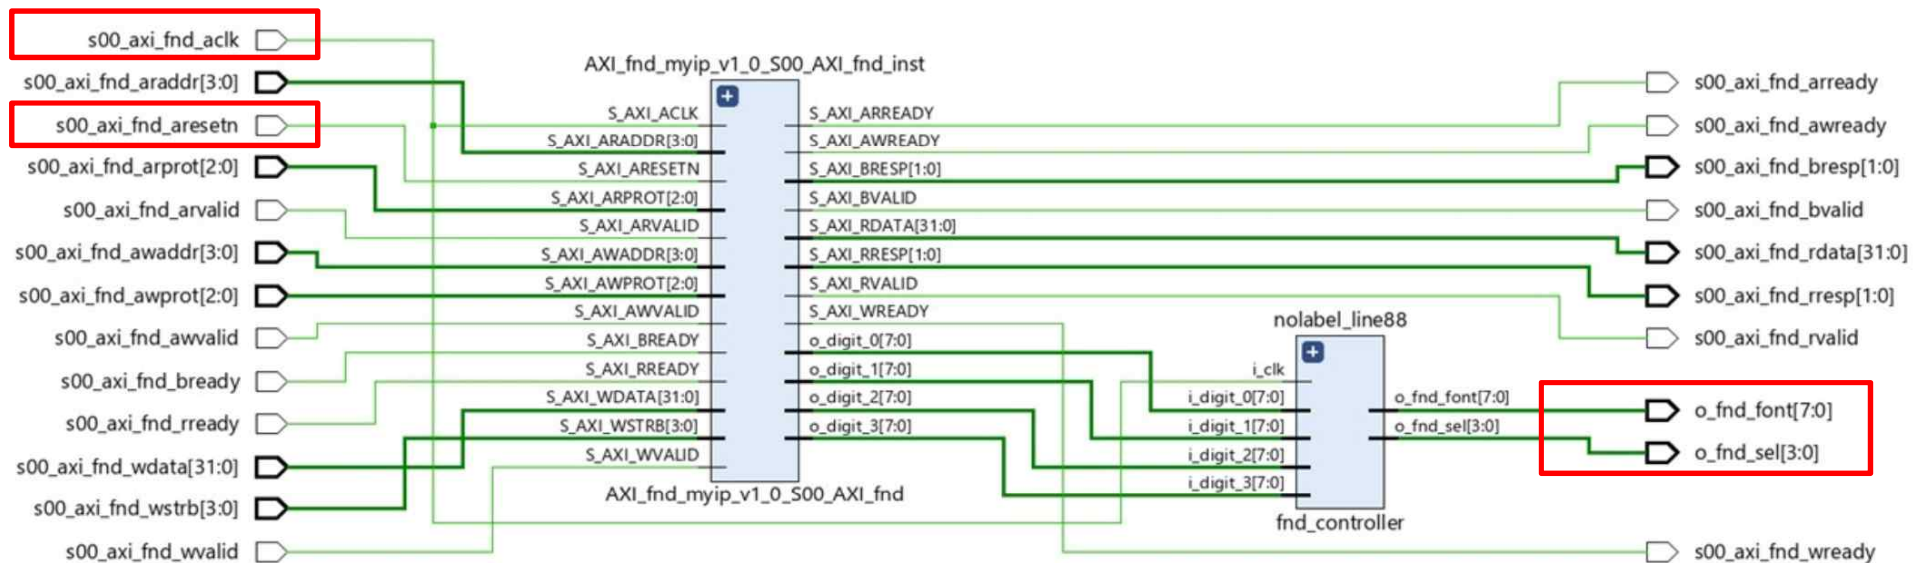 s00_axi_fnd_aclk
s00_axi_fnd_araddr[3:0]
s00_axi_fnd_aresetn
s00_axi_fnd_arprot[2:0]
s00_axi_fnd_arvalid
s00_axi_fnd_awaddr[3:0]
s00_axi_fnd_awprot[2:0]
s00_axi_fnd_awvalid
s00_axi_fnd_bready
s00_axi_fnd_rready
s00_axi_fnd_wdata[31:0]
s00_axi_fnd_wstrb[3:0]
s00_axi_fnd_wvalid
AXI_fnd_myip_v1_0_S00_AXI_fnd_inst
S_AXI_ACLK
S_AXI_ARADDR[3:0]
S_AXI_ARESETN
S_AXI_ARPROT[2:0]
S_AXI_ARVALID
S_AXI_AWADDR[3:0]
S_AXI_AWPROT[2:0]
S_AXI_AWVALID
S_AXI_BREADY
S_AXI_RREADY
S_AXI_WDATA[31:0]
S_AXI_WSTRB[3:0]
S_AXI_WVALID
S_AXI_ARREADY
S_AXI_AWREADY
S_AXI_BRESP[1:0]
S_AXI_BVALID
S_AXI_RDATA[31:0]
S_AXI_RRESP[1:0]
S_AXI_RVALID
S_AXI_WREADY
o_digit_0[7:0]
o_digit_1[7:0]
o_digit_2[7:0]
o_digit_3[7:0]
AXI_fnd_myip_v1_0_S00_AXI_fnd
nolabel_line88
i_clk
i_digit_0[7:0]
i_digit_1[7:0]
i_digit_2[7:0]
i_digit_3[7:0]
o_fnd_font[7:0]
o_fnd_sel[3:0]
fnd_controller
s00_axi_fnd_arready
s00_axi_fnd_awready
s00_axi_fnd_bresp[1:0]
s00_axi_fnd_bvalid
s00_axi_fnd_rdata[31:0]
s00_axi_fnd_rresp[1:0]
s00_axi_fnd_rvalid
o_fnd_font[7:0]
o_fnd_sel[3:0]
s00_axi_fnd_wready